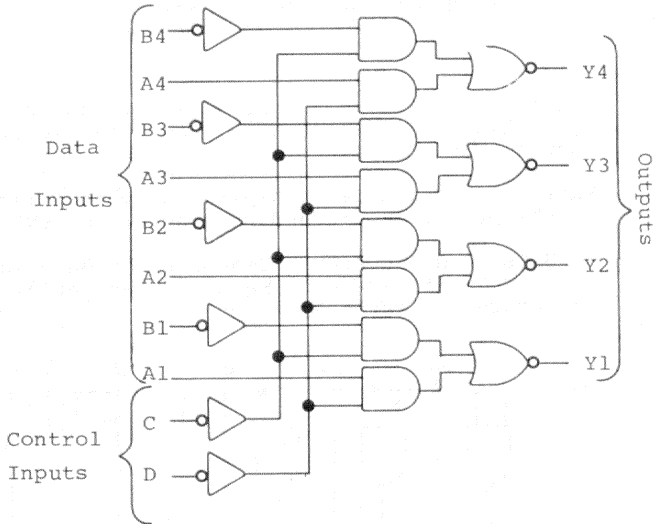 B4
Y4
A4
B3
Data
Inputs
Y3
A3
Outputs
B2
Y2
A2
B1
Y1
A1
C
Control
Inputs
D